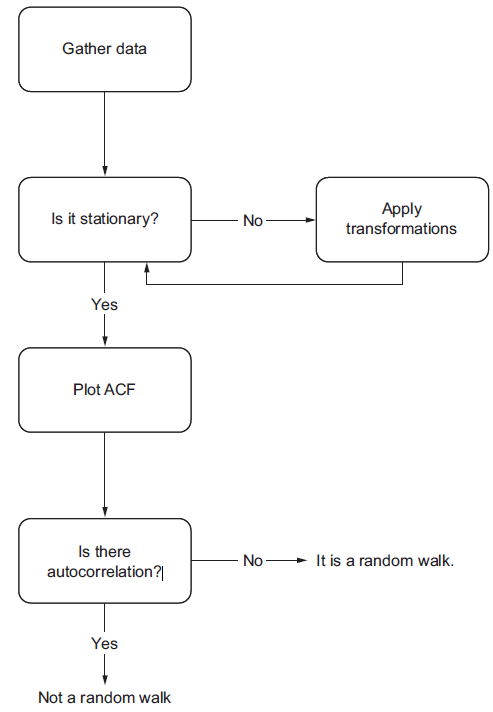 Gather data
Is it stationary?
No
Apply
transformations
Yes
Plot ACF
Is there
autocorrelation?
No
It is a random walk.
Yes
Not a random walk